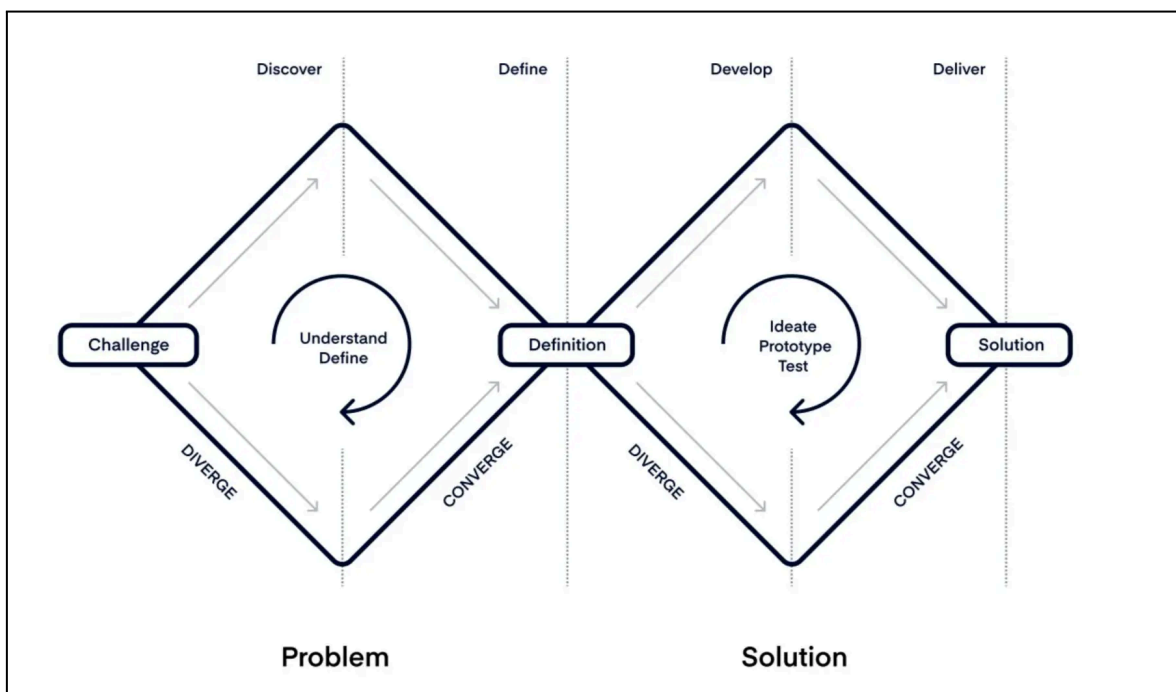 Discover
Define
Develop
Deliver
Challenge
Understand
Define
Definition
Ideate
Prototype
Test
Solution
DIVERGE
CONVERGE
DIVERGE
CONVERGE
Problem
Solution